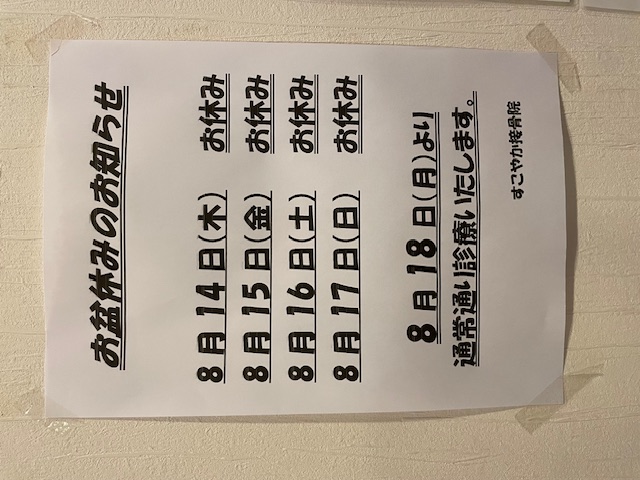 お盆休みのお知らせ
8月14日(木) お休み
8月15日(金) お休み
8月16日(土) お休み
8月17日(日) お休み
8月18日(月)より
通常通り診療いたします。
すこやか接骨院